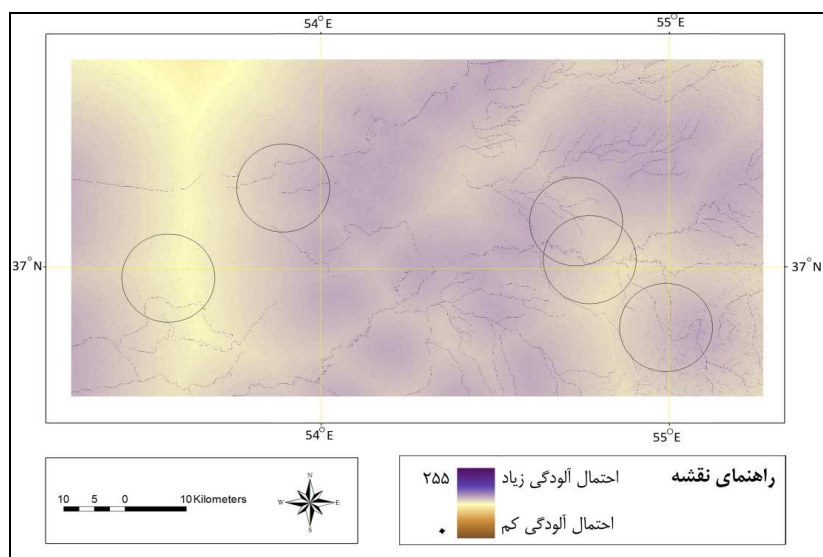 54°E 55°E
37°N 37°N
54°E 55°E
10 5 0 10 Kilometers
N
W E
S
راهنمای نقشه
احتمال آلودگی زیاد ۲۵۵
احتمال آلودگی کم ۰